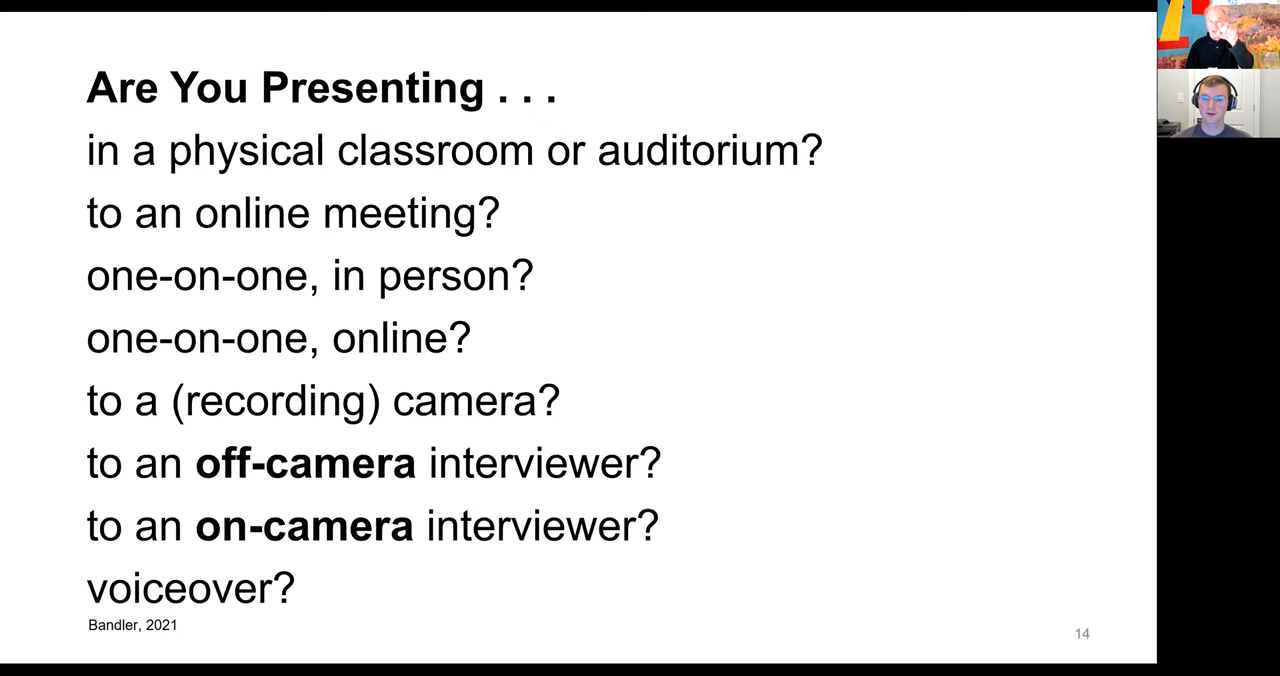 Are You Presenting . . .
in a physical classroom or auditorium?
to an online meeting?
one-on-one, in person?
one-on-one, online?
to a (recording) camera?
to an off-camera interviewer?
to an on-camera interviewer?
voiceover?
Bandler, 2021
14